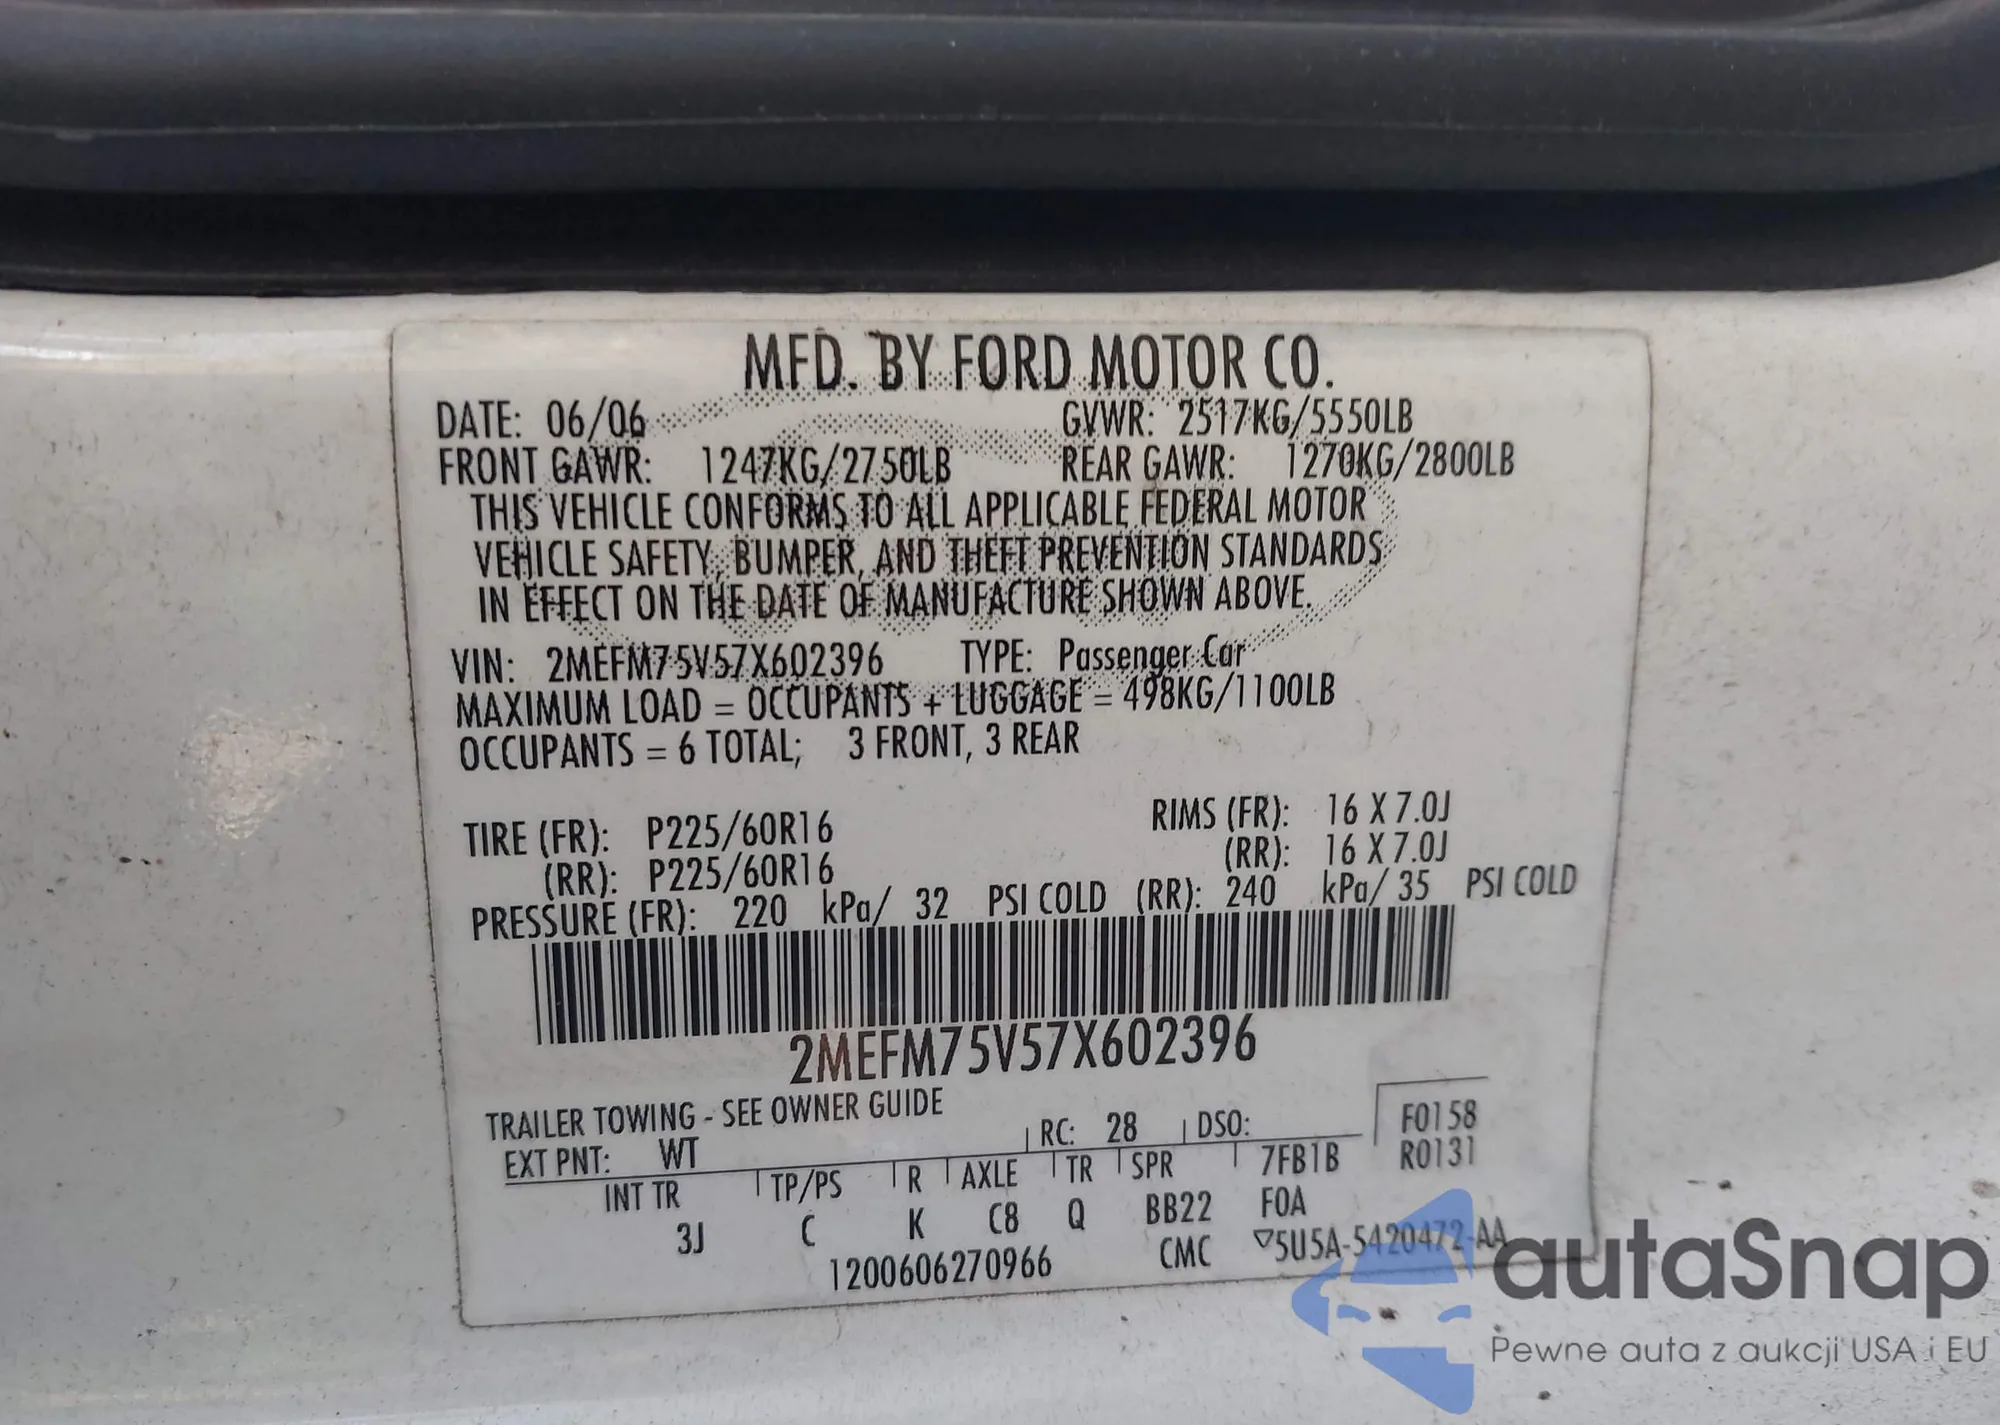 MFD. BY FORD MOTOR CO.
DATE: 06/06 GVWR: 2517KG/5550LB
FRONT GAWR: 1247KG/2750LB REAR GAWR: 1270KG/2800LB
THIS VEHICLE CONFORMS TO ALL APPLICABLE FEDERAL MOTOR
VEHICLE SAFETY, BUMPER, AND THEFT PREVENTION STANDARDS
IN EFFECT ON THE DATE OF MANUFACTURE SHOWN ABOVE.
VIN: 2MEFM75V57X602396 TYPE: Passenger Car
MAXIMUM LOAD = OCCUPANTS + LUGGAGE = 498KG/1100LB
OCCUPANTS = 6 TOTAL; 3 FRONT, 3 REAR
TIRE (FR): P225/60R16 RIMS (FR): 16 X 7.0J
(RR): P225/60R16 (RR): 16 X 7.0J
PRESSURE (FR): 220 kPa/ 32 PSI COLD (RR): 240 kPa/ 35 PSI COLD
2MEFM75V57X602396
TRAILER TOWING - SEE OWNER GUIDE
EXT PNT: WT RC: 28 DSO: F0158
INT TR TP/PS R AXLE TR SPR 7FB1B R0131
3J C K C8 Q BB22 FOA
1200606270966 CMC ▽5U5A-5420472-AA
autaSnap
Pewne auta z aukcji USA i EU